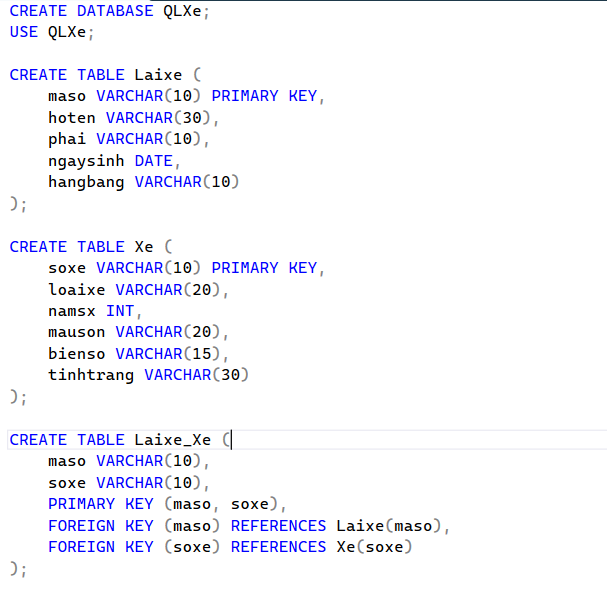 CREATE DATABASE QLXe;
USE QLXe;

CREATE TABLE Laixe (
    maso VARCHAR(10) PRIMARY KEY,
    hoten VARCHAR(30),
    phai VARCHAR(10),
    ngaysinh DATE,
    hangbang VARCHAR(10)
);

CREATE TABLE Xe (
    soxe VARCHAR(10) PRIMARY KEY,
    loaixe VARCHAR(20),
    namsx INT,
    mauson VARCHAR(20),
    bienso VARCHAR(15),
    tinhtrang VARCHAR(30)
);

CREATE TABLE Laixe_Xe (
    maso VARCHAR(10),
    soxe VARCHAR(10),
    PRIMARY KEY (maso, soxe),
    FOREIGN KEY (maso) REFERENCES Laixe(maso),
    FOREIGN KEY (soxe) REFERENCES Xe(soxe)
);